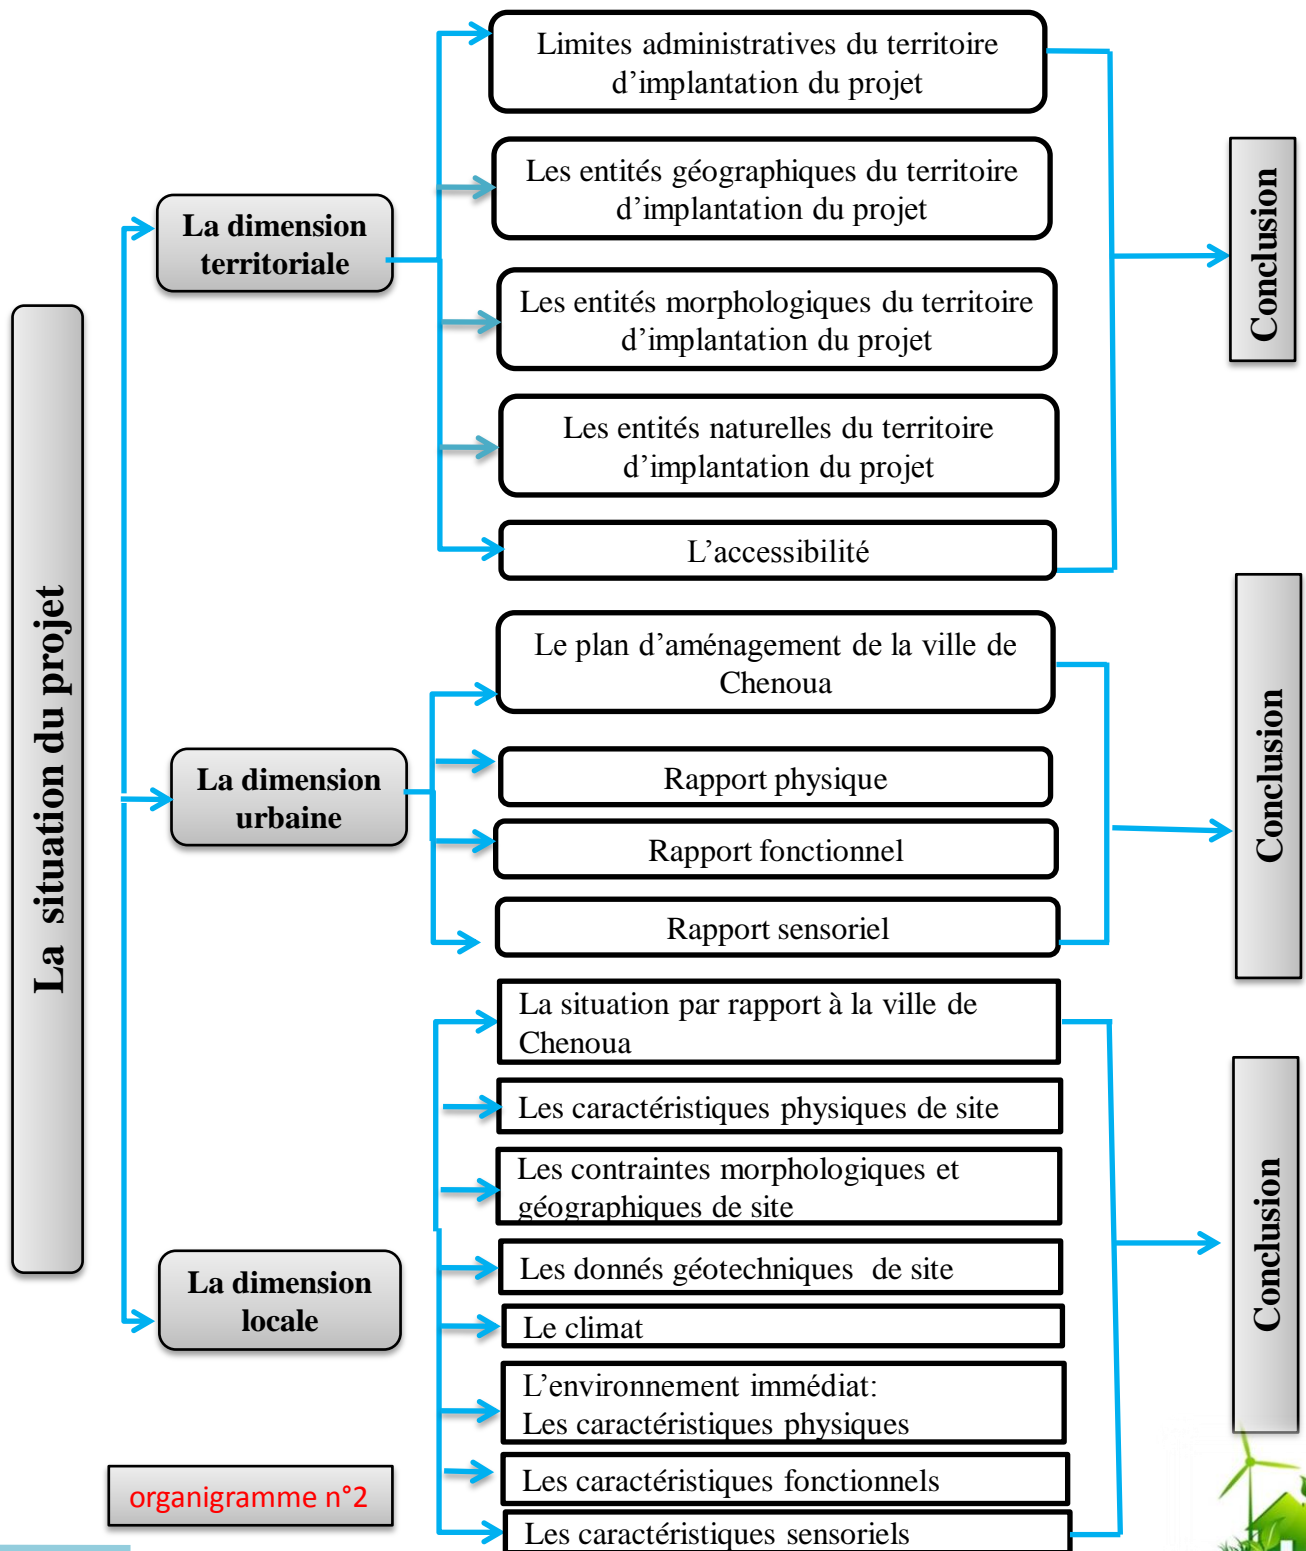 La situation du projet
La dimension
territoriale
Limites administratives du territoire
d’implantation du projet
Les entités géographiques du territoire
d’implantation du projet
Les entités morphologiques du territoire
d’implantation du projet
Les entités naturelles du territoire
d’implantation du projet
L’accessibilité
Conclusion
La dimension
urbaine
Le plan d’aménagement de la ville de
Chenoua
Rapport physique
Rapport fonctionnel
Rapport sensoriel
Conclusion
La dimension
locale
La situation par rapport à la ville de
Chenoua
Les caractéristiques physiques de site
Les contraintes morphologiques et
géographiques de site
Les donnés géotechniques de site
Le climat
L’environnement immédiat:
Les caractéristiques physiques
Les caractéristiques fonctionnels
Les caractéristiques sensoriels
Conclusion
organigramme n°2